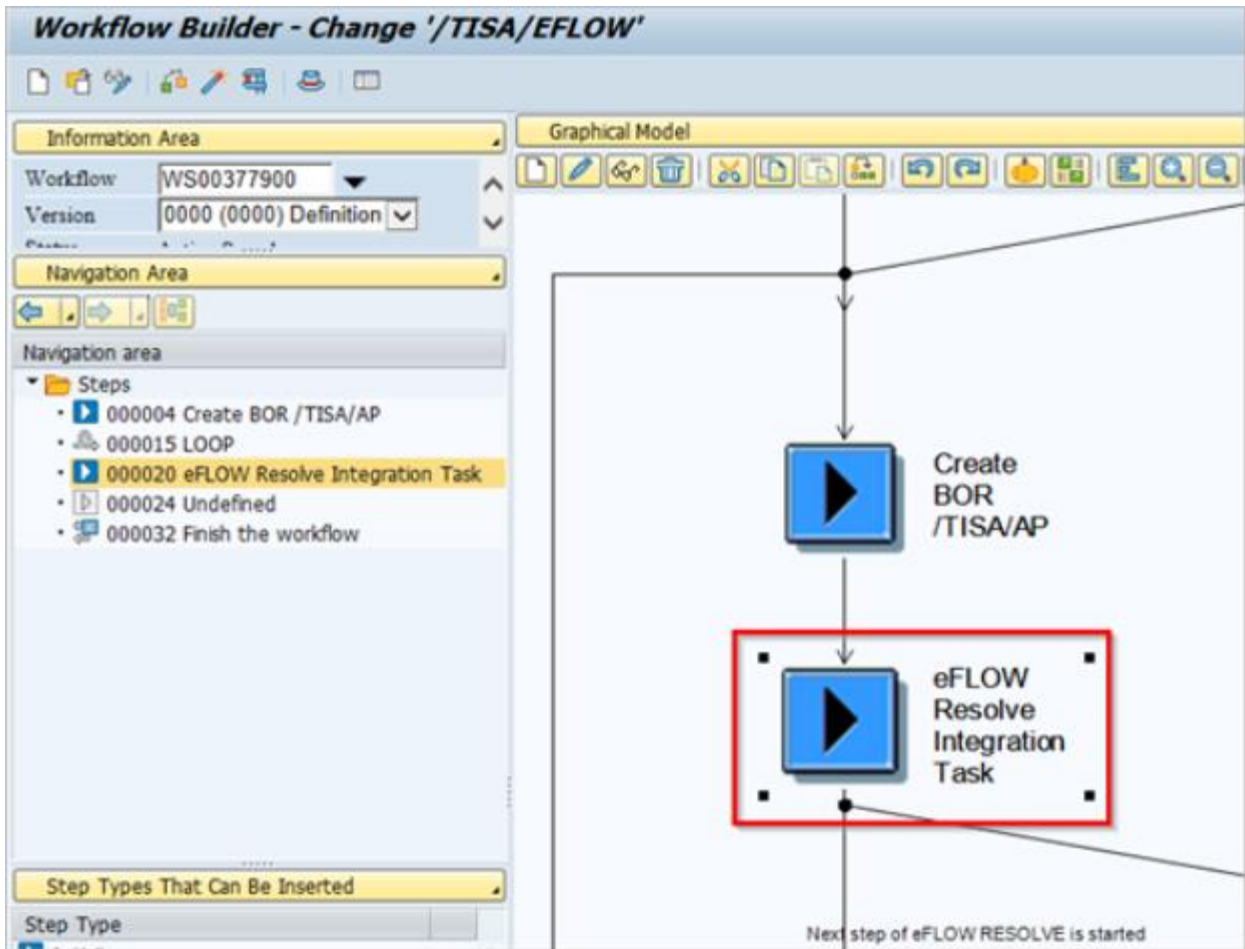 Workflow Builder - Change '/TISA/EFLOW'
Information Area
Workflow WS00377900
Version 0000 (0000) Definition
Navigation Area
Navigation area
Steps
000004 Create BOR /TISA/AP
000015 LOOP
000020 eFLOW Resolve Integration Task
000024 Undefined
000032 Finish the workflow
Step Types That Can Be Inserted
Step Type
Graphical Model
Create
BOR
/TISA/AP
eFLOW
Resolve
Integration
Task
Next step of eFLOW RESOLVE is started